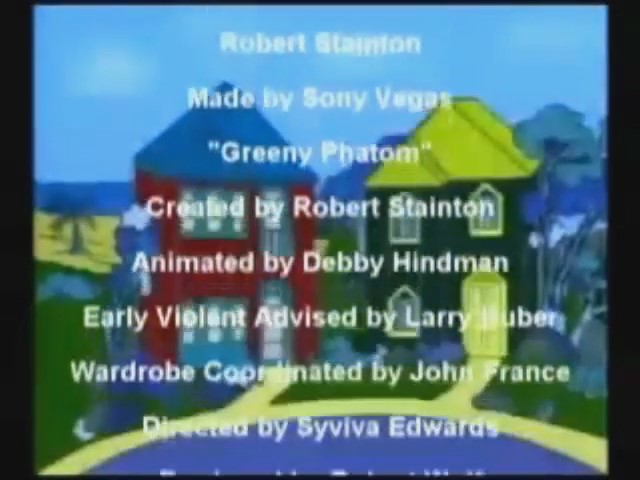 Robert Stainton
Made by Sony Vegas
"Greeny Phatom"
Created by Robert Stainton
Animated by Debby Hindman
Early Violent Advised by Larry Huber
Wardrobe Coordinated by John France
Directed by Syviva Edwards